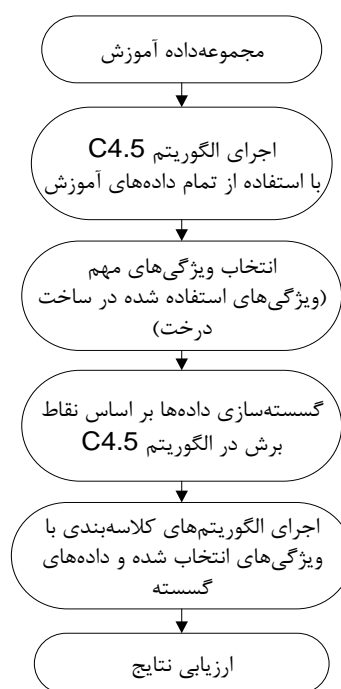 مجموعه‌داده آموزش
اجرای الگوریتم C4.5
با استفاده از تمام داده‌های آموزش
انتخاب ویژگی‌های مهم
(ویژگی‌های استفاده شده در ساخت
درخت)
گسسته‌سازی داده‌ها بر اساس نقاط
برش در الگوریتم C4.5
اجرای الگوریتم‌های کلاسه‌بندی با
ویژگی‌های انتخاب شده و داده‌های
گسسته
ارزیابی نتایج